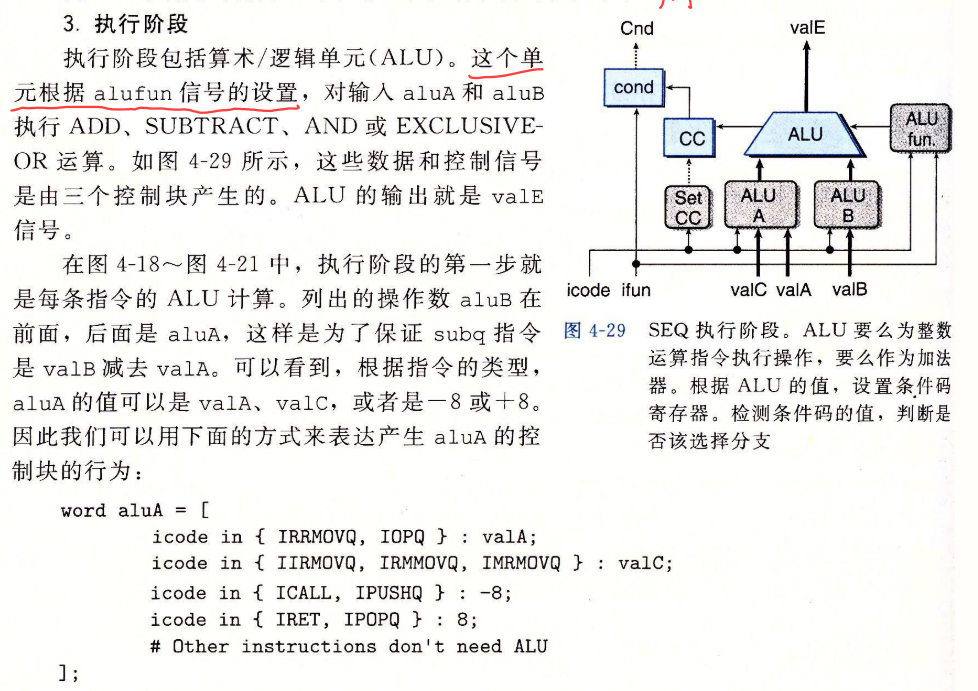 3. 执行阶段
执行阶段包括算术/逻辑单元(ALU)。这个单
元根据 alufun 信号的设置，对输入 aluA 和 aluB
执行 ADD、SUBTRACT、AND 或 EXCLUSIVE-
OR 运算。如图 4-29 所示，这些数据和控制信号
是由三个控制块产生的。ALU 的输出就是 valE
信号。
在图 4-18～图 4-21 中，执行阶段的第一步就
是每条指令的 ALU 计算。列出的操作数 aluB 在
前面，后面是 aluA，这样是为了保证 subq 指令
是 valB 减去 valA。可以看到，根据指令的类型，
aluA 的值可以是 valA、valC，或者是－8 或＋8。
因此我们可以用下面的方式来表达产生 aluA 的控
制块的行为：
Cnd valE
cond
CC
ALU
ALU
fun.
Set
CC
ALU
A
ALU
B
icode ifun valC valA valB
图 4-29 SEQ 执行阶段。ALU 要么为整数
运算指令执行操作，要么作为加法
器。根据 ALU 的值，设置条件码
寄存器。检测条件码的值，判断是
否该选择分支
word aluA = [
icode in { IRRMOVQ, IOPQ } : valA;
icode in { IIRMOVQ, IRMMOVQ, IMRMOVQ } : valC;
icode in { ICALL, IPUSHQ } : -8;
icode in { IRET, IPOPQ } : 8;
# Other instructions don't need ALU
];